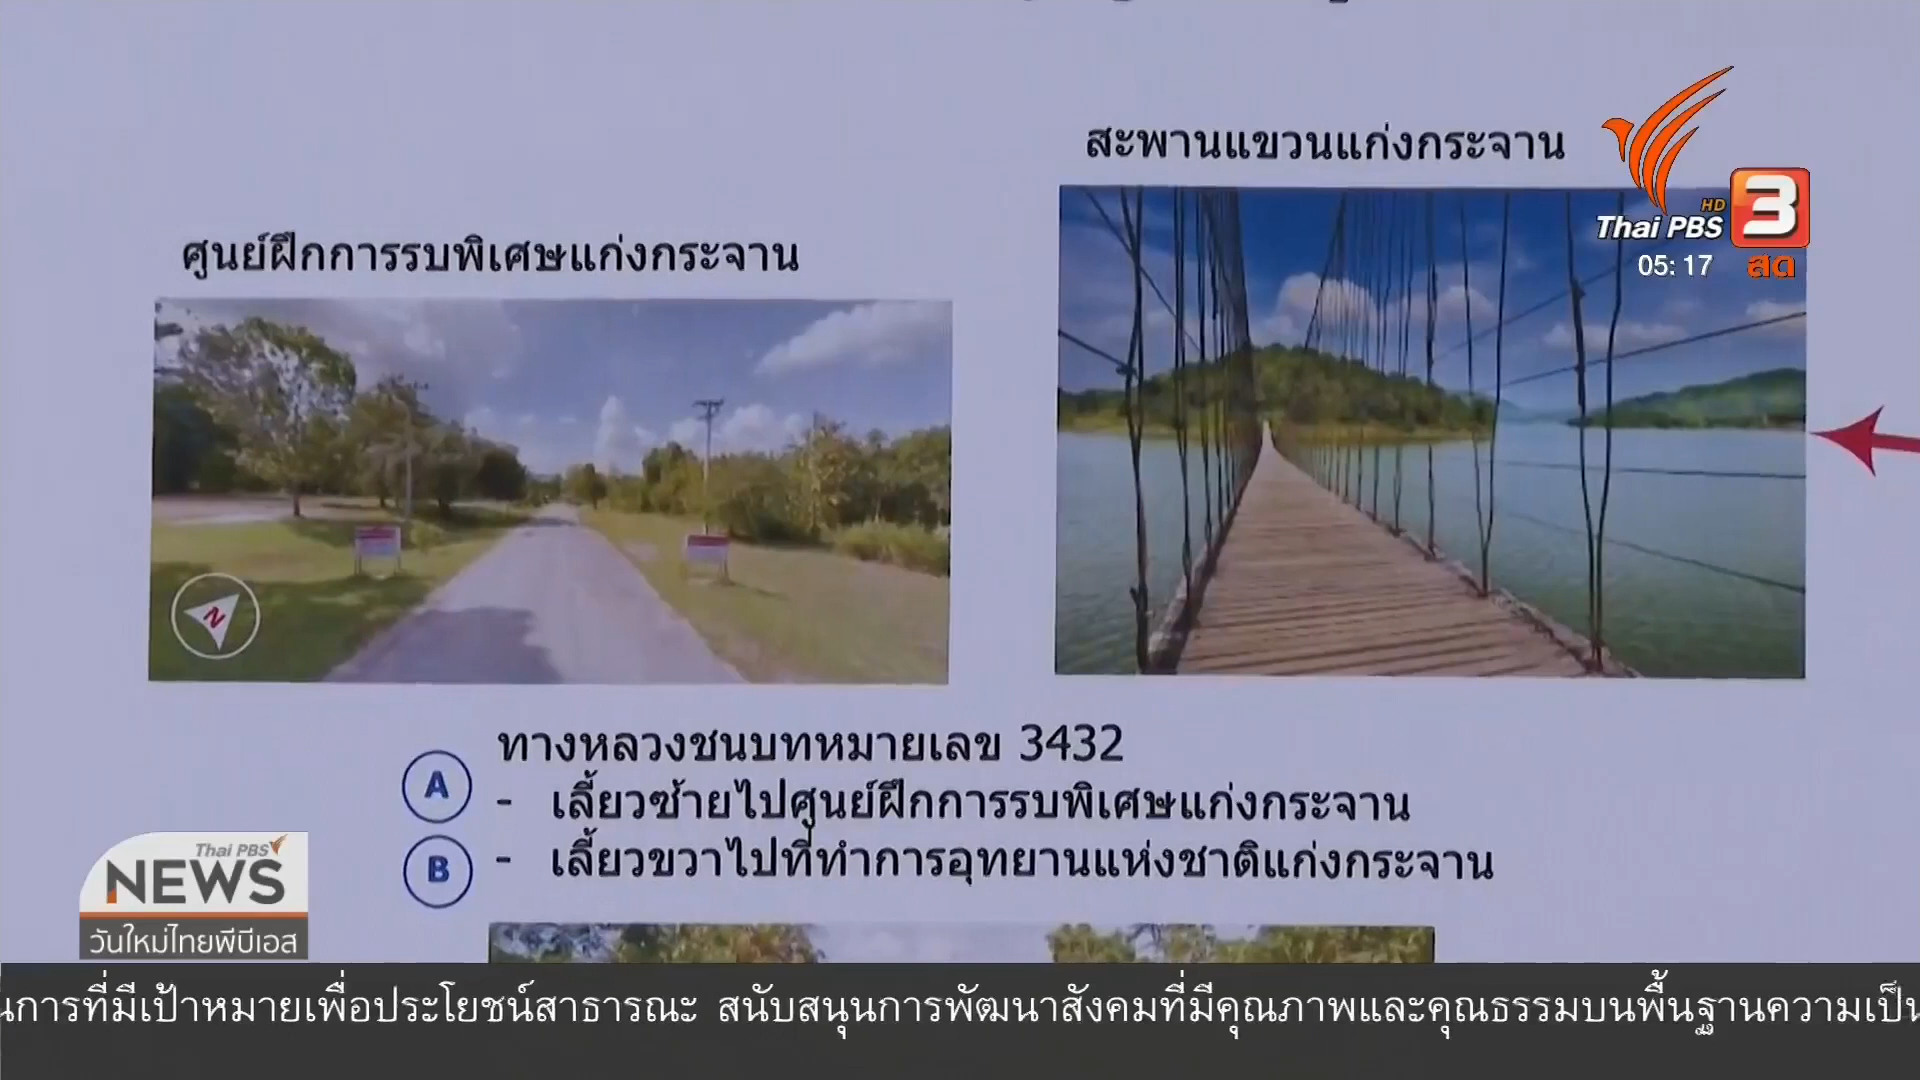 สะพานแขวนแก่งกระจาน
Thai PBS HD 3
05:17 สด
ศูนย์ฝึกการรบพิเศษแก่งกระจาน
N
ทางหลวงชนบทหมายเลข 3432
A - เลี้ยวซ้ายไปศูนย์ฝึกการรบพิเศษแก่งกระจาน
B - เลี้ยวขวาไปที่ทำการอุทยานแห่งชาติแก่งกระจาน
Thai PBS
NEWS
วันใหม่ไทยพีบีเอส
นการที่มีเป้าหมายเพื่อประโยชน์สาธารณะ สนับสนุนการพัฒนาสังคมที่มีคุณภาพและคุณธรรมบนพื้นฐานความเป็น